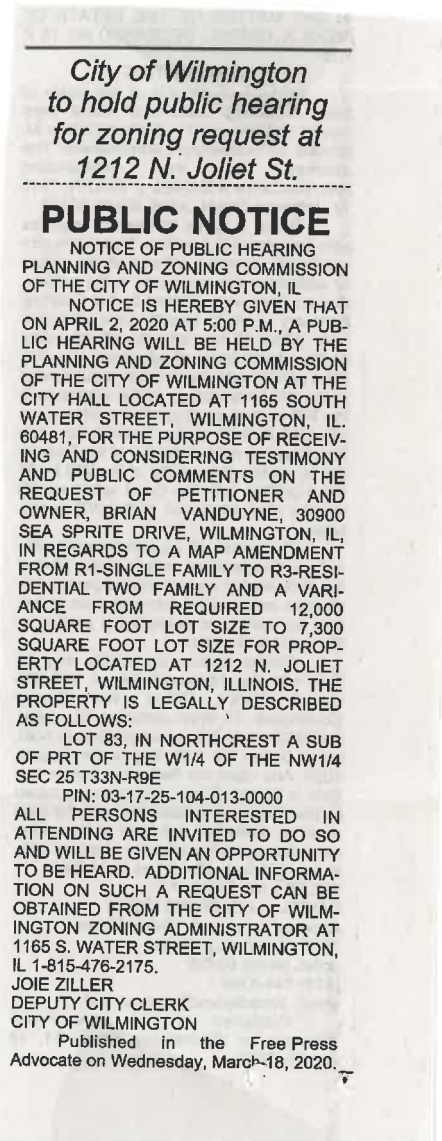 City of Wilmington
to hold public hearing
for zoning request at
1212 N. Joliet St.
PUBLIC NOTICE
NOTICE OF PUBLIC HEARING
PLANNING AND ZONING COMMISSION
OF THE CITY OF WILMINGTON, IL
NOTICE IS HEREBY GIVEN THAT
ON APRIL 2, 2020 AT 5:00 P.M., A PUB-
LIC HEARING WILL BE HELD BY THE
PLANNING AND ZONING COMMISSION
OF THE CITY OF WILMINGTON AT THE
CITY HALL LOCATED AT 1165 SOUTH
WATER STREET, WILMINGTON, IL.
60481, FOR THE PURPOSE OF RECEIV-
ING AND CONSIDERING TESTIMONY
AND PUBLIC COMMENTS ON THE
REQUEST OF PETITIONER AND
OWNER, BRIAN VANDUYNE, 30900
SEA SPRITE DRIVE, WILMINGTON, IL,
IN REGARDS TO A MAP AMENDMENT
FROM R1-SINGLE FAMILY TO R3-RESI-
DENTIAL TWO FAMILY AND A VARI-
ANCE FROM REQUIRED 12,000
SQUARE FOOT LOT SIZE TO 7,300
SQUARE FOOT LOT SIZE FOR PROP-
ERTY LOCATED AT 1212 N. JOLIET
STREET, WILMINGTON, ILLINOIS. THE
PROPERTY IS LEGALLY DESCRIBED
AS FOLLOWS:
LOT 83, IN NORTHCREST A SUB
OF PRT OF THE W1/4 OF THE NW1/4
SEC 25 T33N-R9E
PIN: 03-17-25-104-013-0000
ALL PERSONS INTERESTED IN
ATTENDING ARE INVITED TO DO SO
AND WILL BE GIVEN AN OPPORTUNITY
TO BE HEARD. ADDITIONAL INFORMA-
TION ON SUCH A REQUEST CAN BE
OBTAINED FROM THE CITY OF WILM-
INGTON ZONING ADMINISTRATOR AT
1165 S. WATER STREET, WILMINGTON,
IL 1-815-476-2175.
JOIE ZILLER
DEPUTY CITY CLERK
CITY OF WILMINGTON
Published in the Free Press
Advocate on Wednesday, March 18, 2020.